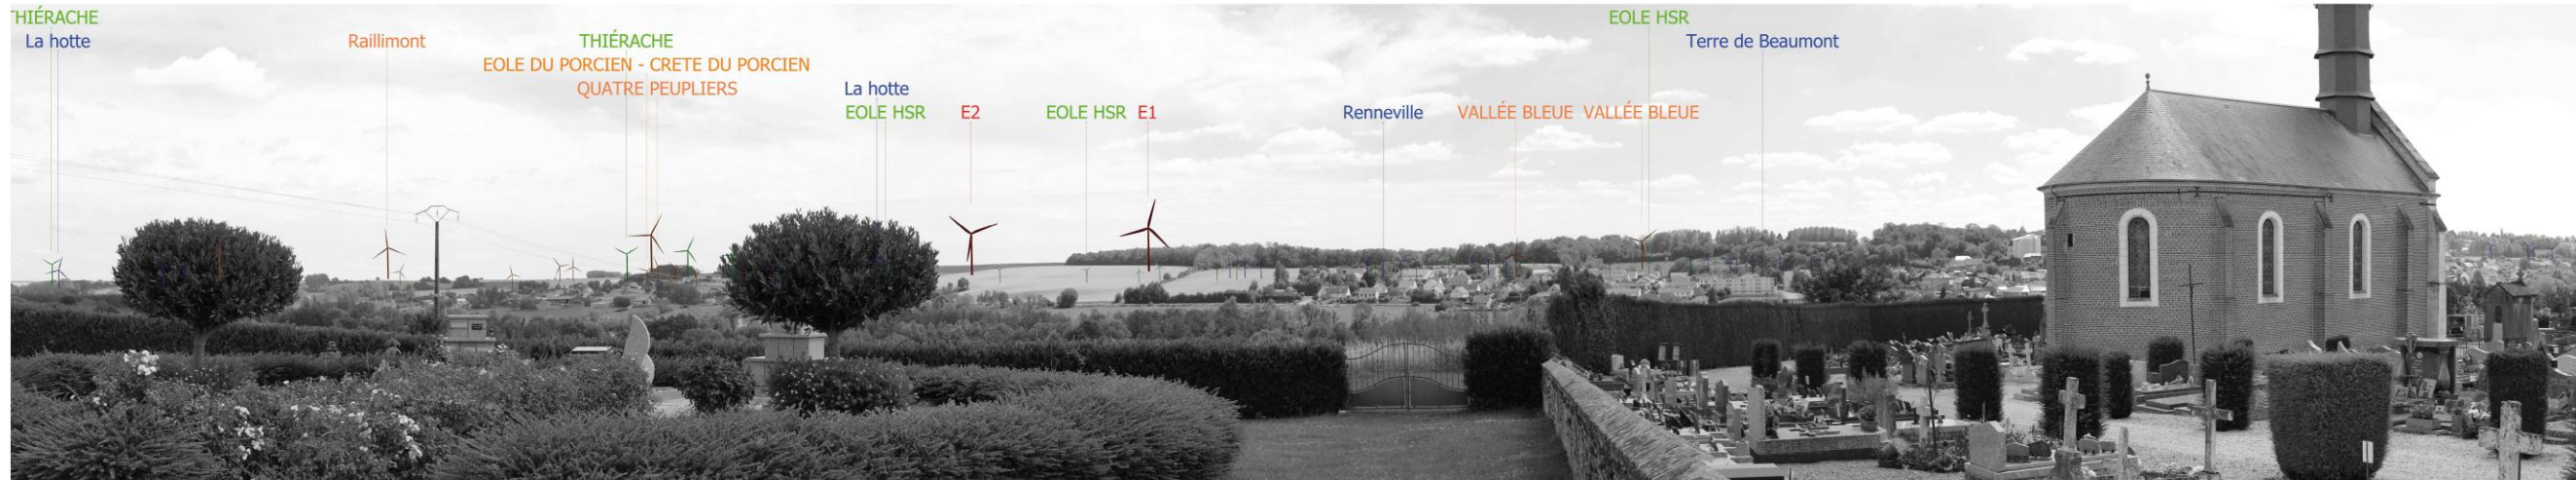 THIÉRACHE
La hotte
Raillimont
THIÉRACHE
EOLE DU PORCIEN - CRETE DU PORCIEN
QUATRE PEUPLIERS
La hotte
EOLE HSR
E2
EOLE HSR
E1
Renneville
VALLÉE BLEUE
EOLE HSR
VALLÉE BLEUE
Terre de Beaumont